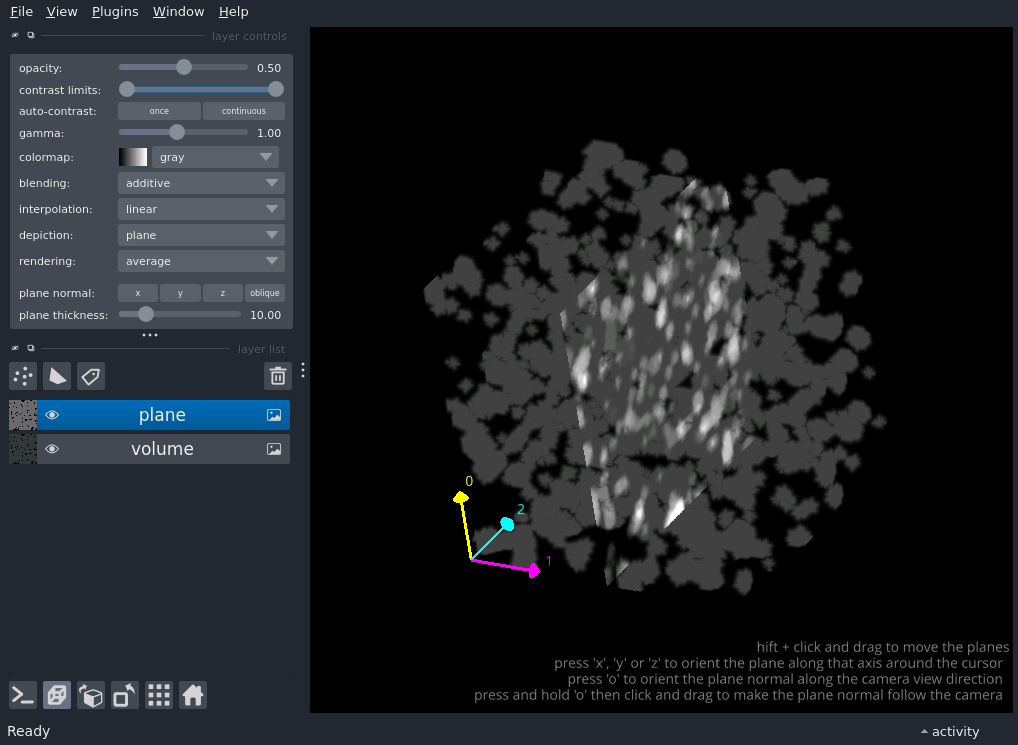 File View Plugins Window Help
layer controls
opacity: 0.50
contrast limits:
auto-contrast: once continuous
gamma: 1.00
colormap: gray
blending: additive
interpolation: linear
depiction: plane
rendering: average
plane normal: x y z oblique
plane thickness: 10.00
layer list
plane
volume
0
2
1
hift + click and drag to move the planes
press 'x', 'y' or 'z' to orient the plane along that axis around the cursor
press 'o' to orient the plane normal along the camera view direction
press and hold 'o' then click and drag to make the plane normal follow the camera
Ready activity